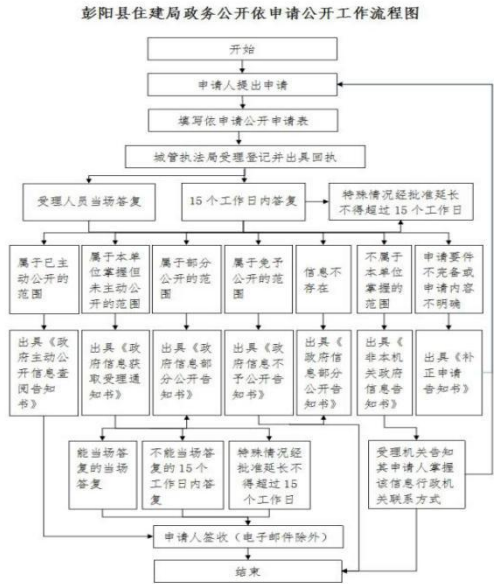 彭阳县住建局政务公开依申请公开工作流程图
开始
申请人提出申请
填写依申请公开申请表
城管执法局受理登记并出具回执
受理人员当场答复
15个工作日内答复
特殊情况经批准延长
不得超过15个工作日
属于已主
动公开的
范围
属于本单
位掌握但
未主动公
开的范围
属于部分
公开的范
围
属于免予
公开的范
围
信息不
存在
不属于
本单位
掌握的
范围
申请要件
不完备或
申请内容
不明确
出具《政
府主动公
开信息查
阅告知
书》
出具《政
府信息获
取受理通
知书》
出具《政
府信息部
分公开告
知书》
出具《政
府信息不
予公开告
知书》
出具《
政府信
息部分
公开告
知书》
出具《
非本机
关政府
信息告
知书》
出具《补
正申请
告知书》
能当场答
复的当场
答复
不能当场答
复的15个
工作日内答
复
特殊情况经
批准延长不
得超过15
个工作日
受理机关告知
其申请人掌握
该信息行政机
关联系方式
申请人签收（电子邮件除外）
结束